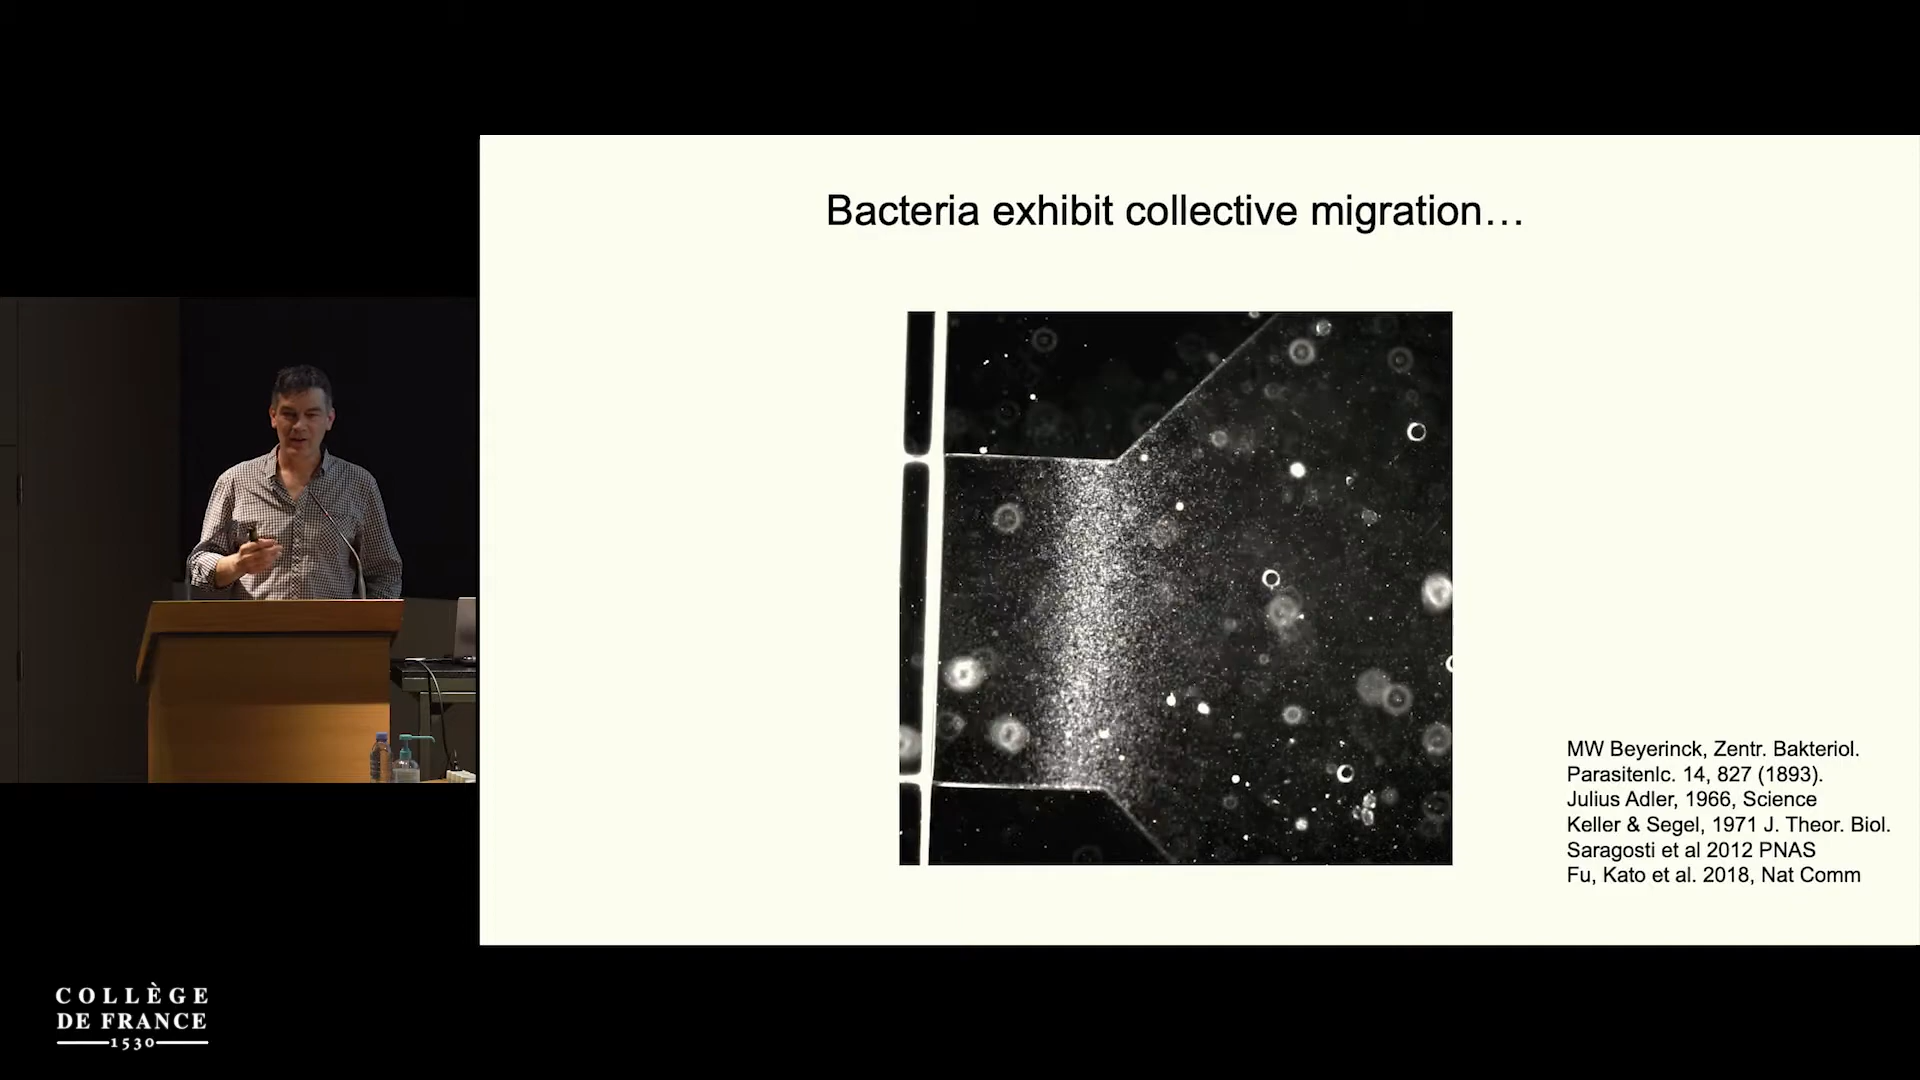 Bacteria exhibit collective migration…
MW Beyerinck, Zentr. Bakteriol.
Parasitenlc. 14, 827 (1893).
Julius Adler, 1966, Science
Keller & Segel, 1971 J. Theor. Biol.
Saragosti et al 2012 PNAS
Fu, Kato et al. 2018, Nat Comm
COLLÈGE
DE FRANCE
1530